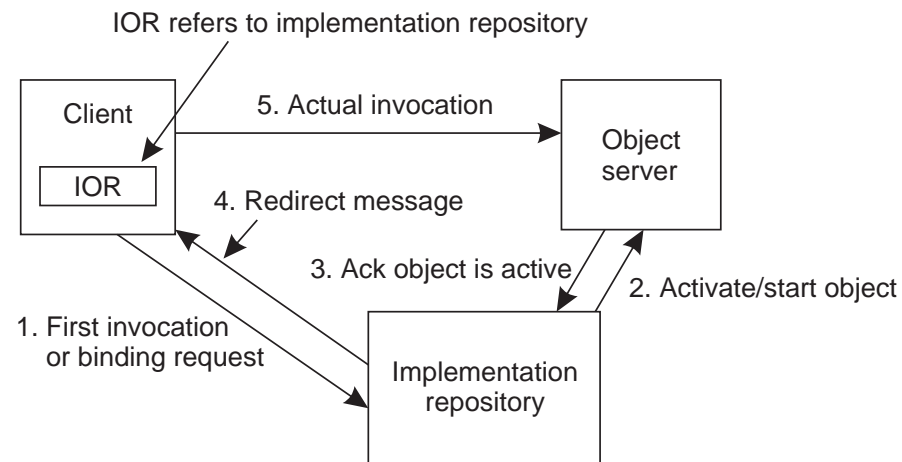 IOR refers to implementation repository
Client
5. Actual invocation
Object
server
IOR
4. Redirect message
3. Ack object is active
2. Activate/start object
1. First invocation
or binding request
Implementation
repository